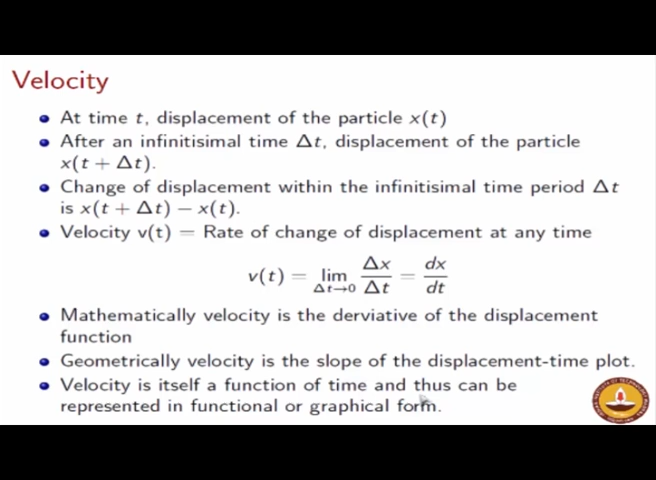 Velocity
At time t, displacement of the particle x(t)
After an infinitisimal time Δt, displacement of the particle
x(t + Δt).
Change of displacement within the infinitisimal time period Δt
is x(t + Δt) − x(t).
Velocity v(t) = Rate of change of displacement at any time
v(t) = lim Δt→0 Δx/Δt = dx/dt
Mathematically velocity is the derviative of the displacement
function
Geometrically velocity is the slope of the displacement-time plot.
Velocity is itself a function of time and thus can be
represented in functional or graphical form.